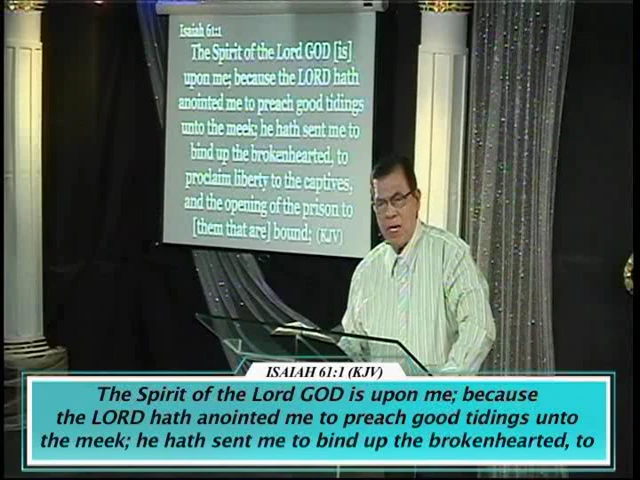 Isaiah 61:1
The Spirit of the Lord GOD [is]
upon me; because the LORD hath
anointed me to preach good tidings
unto the meek; he hath sent me to
bind up the brokenhearted, to
proclaim liberty to the captives,
and the opening of the prison to
[them that are] bound; (KJV)
ISAIAH 61:1 (KJV)
The Spirit of the Lord GOD is upon me; because
the LORD hath anointed me to preach good tidings unto
the meek; he hath sent me to bind up the brokenhearted, to